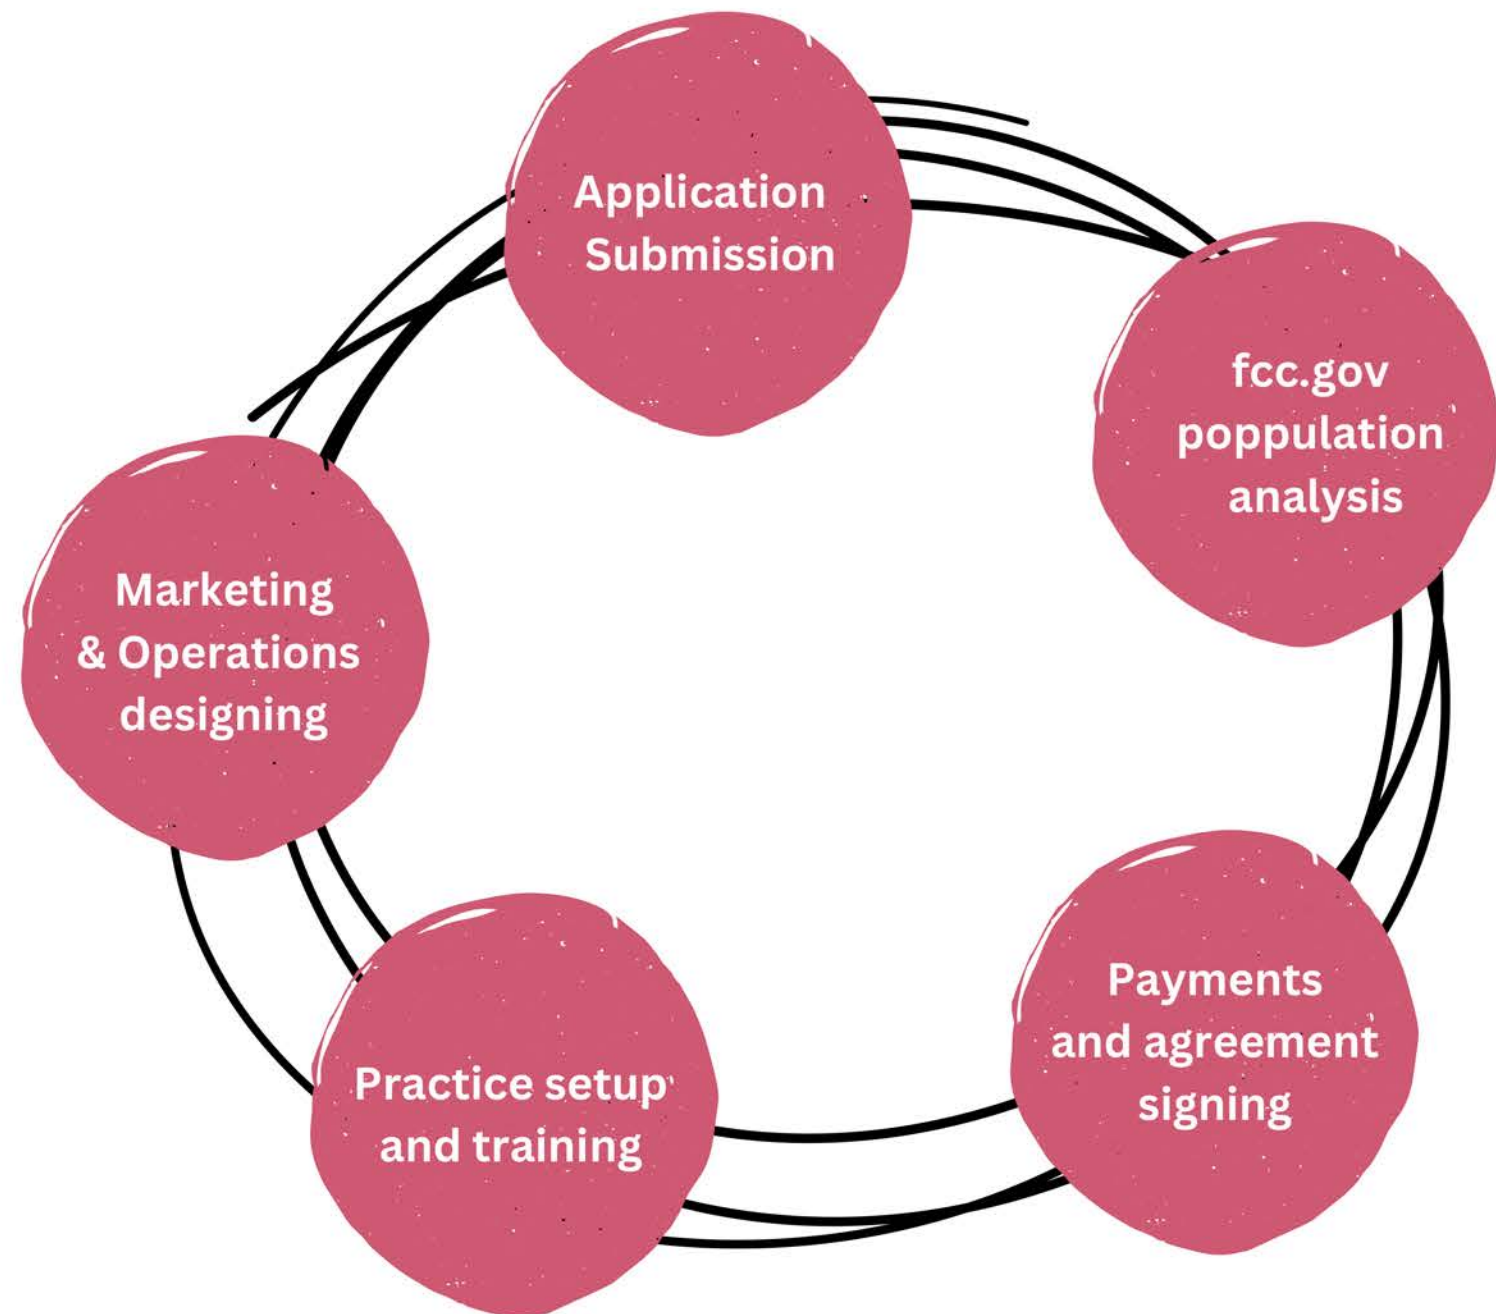 Application
Submission
fcc.gov
poppulation
analysis
Payments
and agreement
signing
Practice setup
and training
Marketing
& Operations
designing